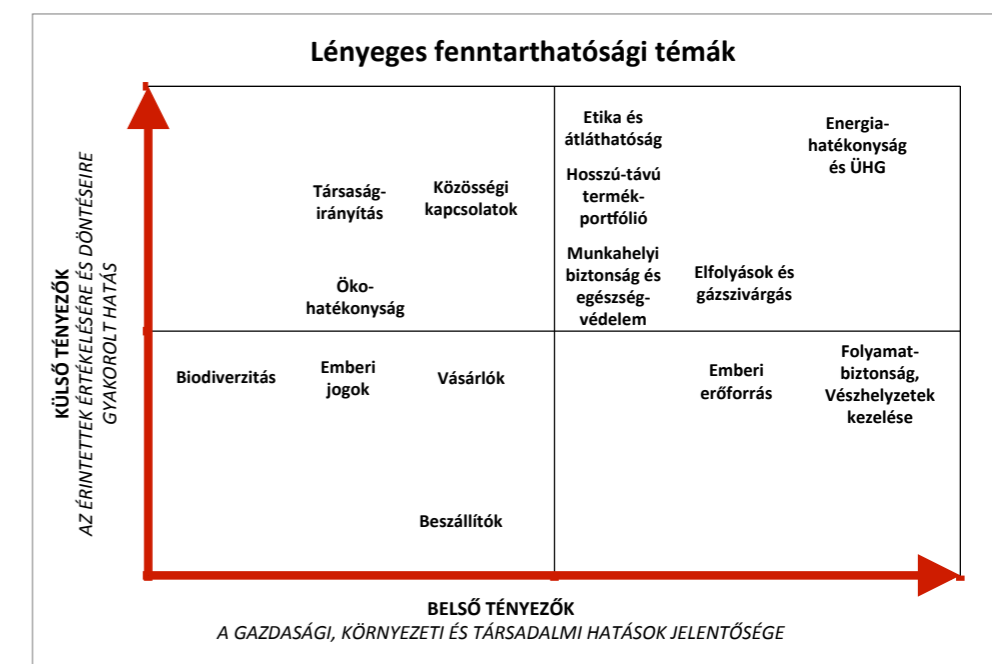 Lényeges fenntarthatósági témák
KÜLSŐ TÉNYEZŐK
AZ ÉRINTETTEK ÉRTÉKELÉSÉRE ÉS DÖNTÉSEIRE
GYAKOROLT HATÁS
Társaság-
irányítás
Közösségi
kapcsolatok
Öko-
hatékonyság
Etika és
átláthatóság
Hosszú-távú
termék-
portfólió
Munkahelyi
biztonság és
egészség-
védelem
Elfolyások és
gázszivárgás
Energia-
hatékonyság
és ÜHG
Biodiverzitás
Emberi
jogok
Vásárlók
Beszállítók
Emberi
erőforrás
Folyamat-
biztonság,
Vészhelyzetek
kezelése
BELSŐ TÉNYEZŐK
A GAZDASÁGI, KÖRNYEZETI ÉS TÁRSADALMI HATÁSOK JELENTŐSÉGE